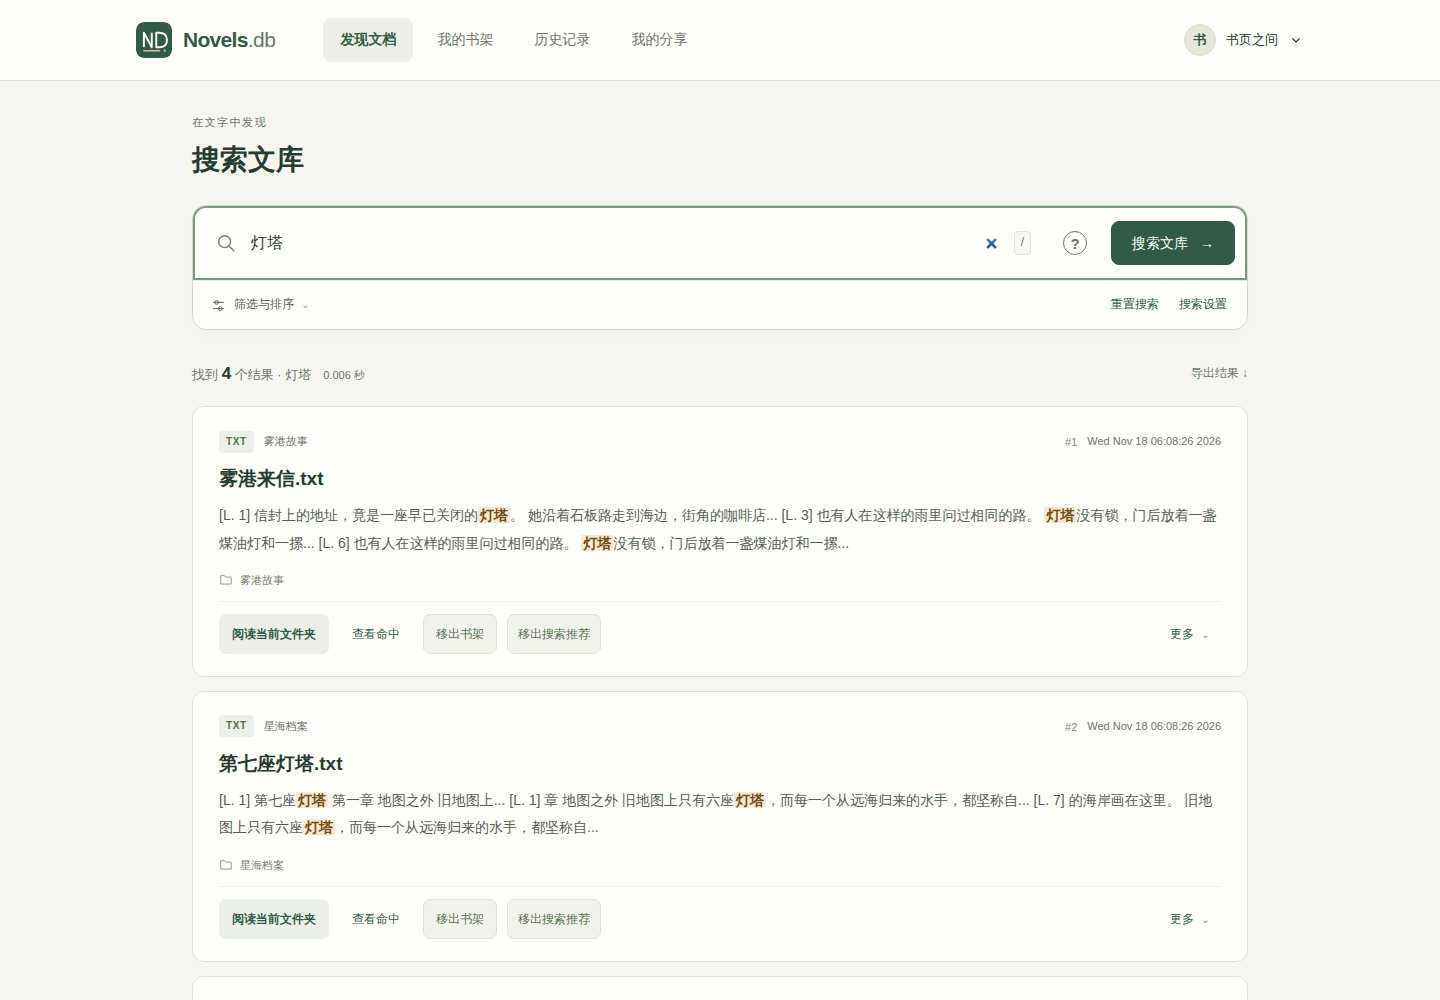 ND Novels.db 发现文档 我的书架 历史记录 我的分享 书 书页之间
在文字中发现
搜索文库
灯塔 / ? 搜索文库 →
筛选与排序 重置搜索 搜索设置
找到 4 个结果 · 灯塔 0.006 秒 导出结果 ↓
TXT 雾港故事 #1 Wed Nov 18 06:08:26 2026
雾港来信.txt
[L. 1] 信封上的地址，竟是一座早已关闭的灯塔。 她沿着石板路走到海边，街角的咖啡店... [L. 3] 也有人在这样的雨里问过相同的路。 灯塔没有锁，门后放着一盏
煤油灯和一摞... [L. 6] 也有人在这样的雨里问过相同的路。 灯塔没有锁，门后放着一盏煤油灯和一摞...
雾港故事
阅读当前文件夹 查看命中 移出书架 移出搜索推荐 更多
TXT 星海档案 #2 Wed Nov 18 06:08:26 2026
第七座灯塔.txt
[L. 1] 第七座灯塔 第一章 地图之外 旧地图上... [L. 1] 章 地图之外 旧地图上只有六座灯塔，而每一个从远海归来的水手，都坚称自... [L. 7] 的海岸画在这里。 旧地
图上只有六座灯塔，而每一个从远海归来的水手，都坚称自...
星海档案
阅读当前文件夹 查看命中 移出书架 移出搜索推荐 更多